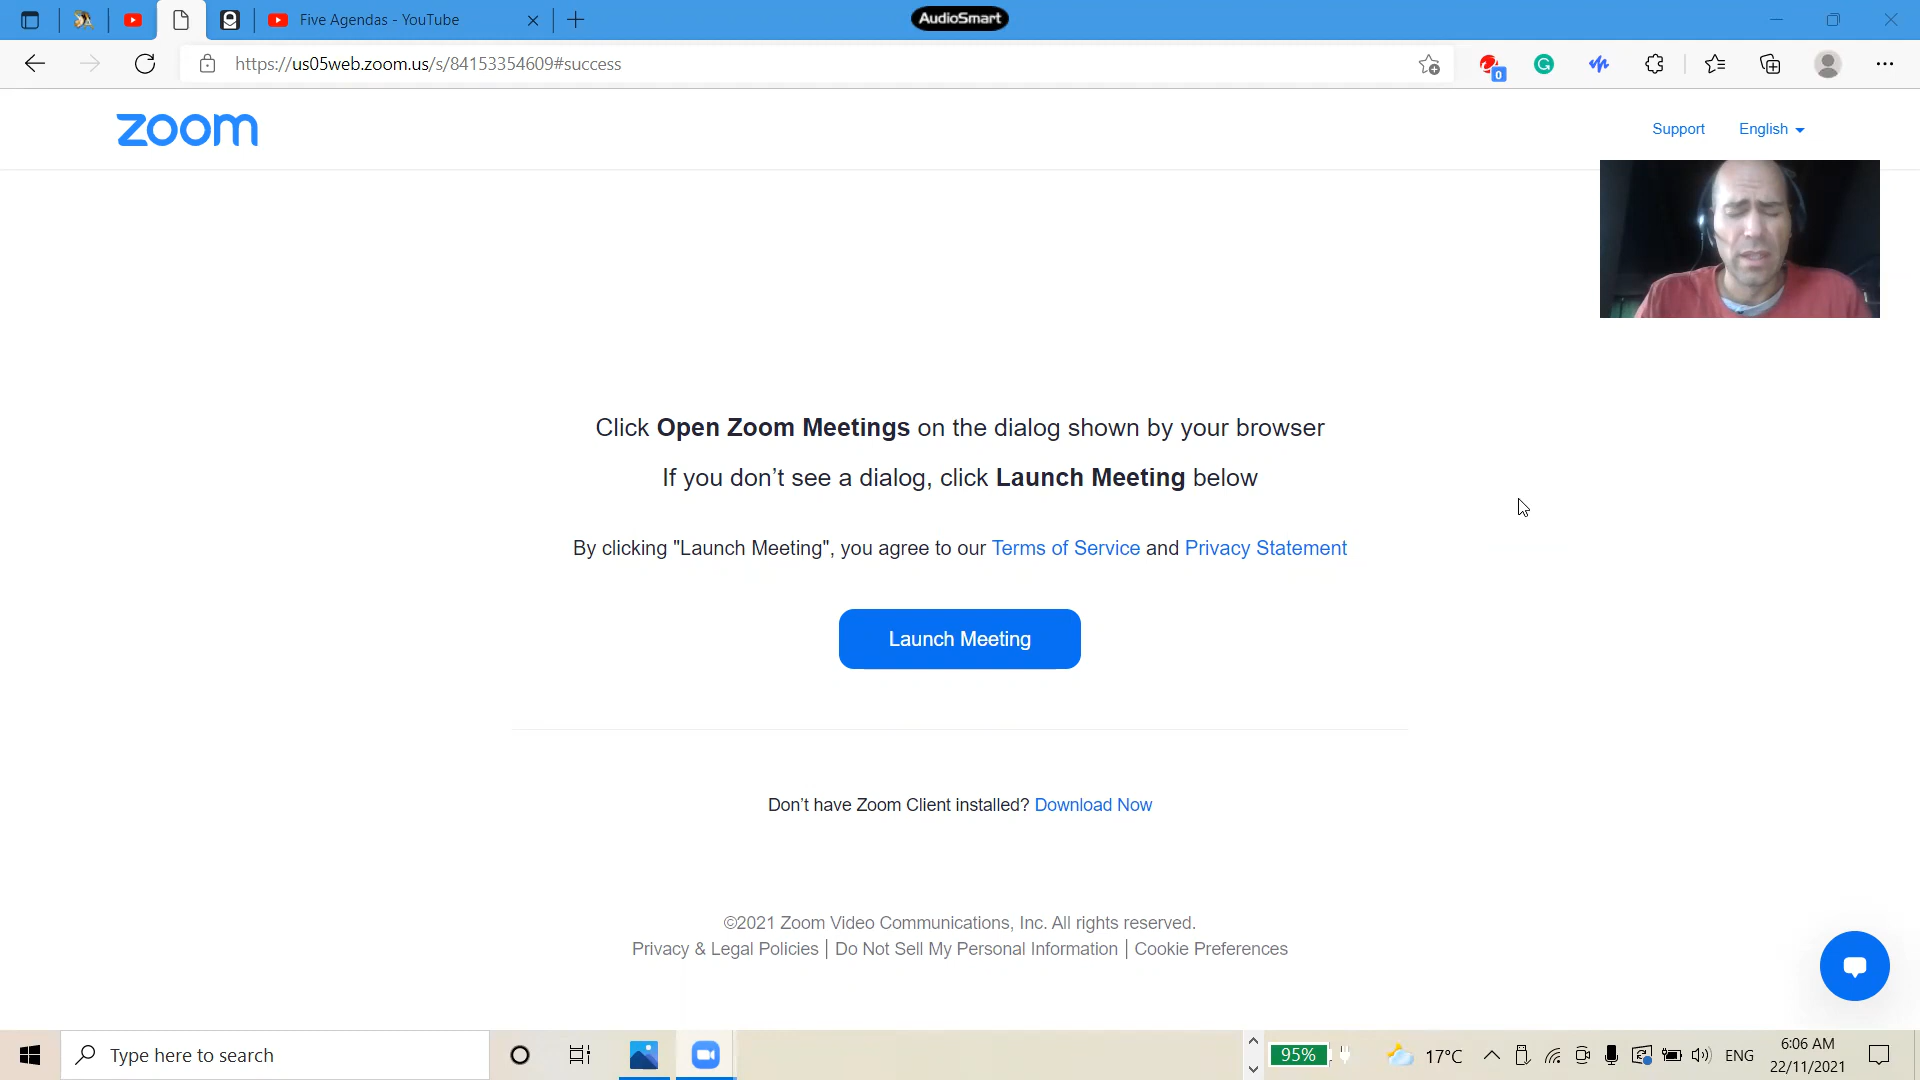 Five Agendas - YouTube
AudioSmart
https://us05web.zoom.us/s/84153354609#success
0
zoom
Support
English
Click Open Zoom Meetings on the dialog shown by your browser
If you don’t see a dialog, click Launch Meeting below
By clicking "Launch Meeting", you agree to our Terms of Service and Privacy Statement
Launch Meeting
Don’t have Zoom Client installed? Download Now
©2021 Zoom Video Communications, Inc. All rights reserved.
Privacy & Legal Policies | Do Not Sell My Personal Information | Cookie Preferences
Type here to search
95%
17°C
ENG
6:06 AM
22/11/2021